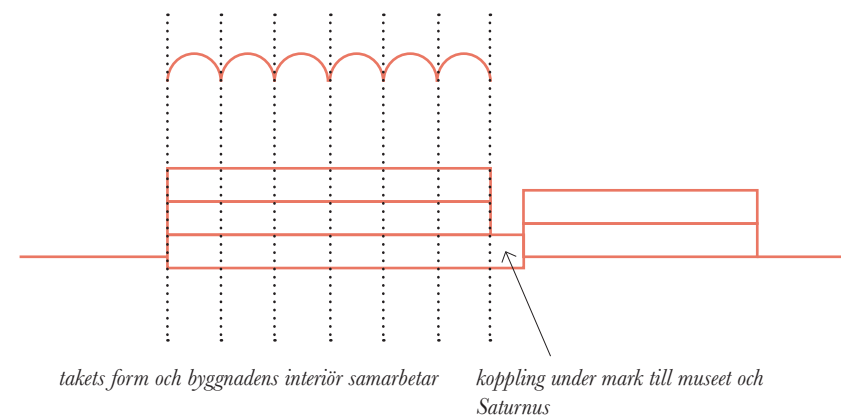 takets form och byggnadens interiör samarbetar
koppling under mark till museet och
Saturnus